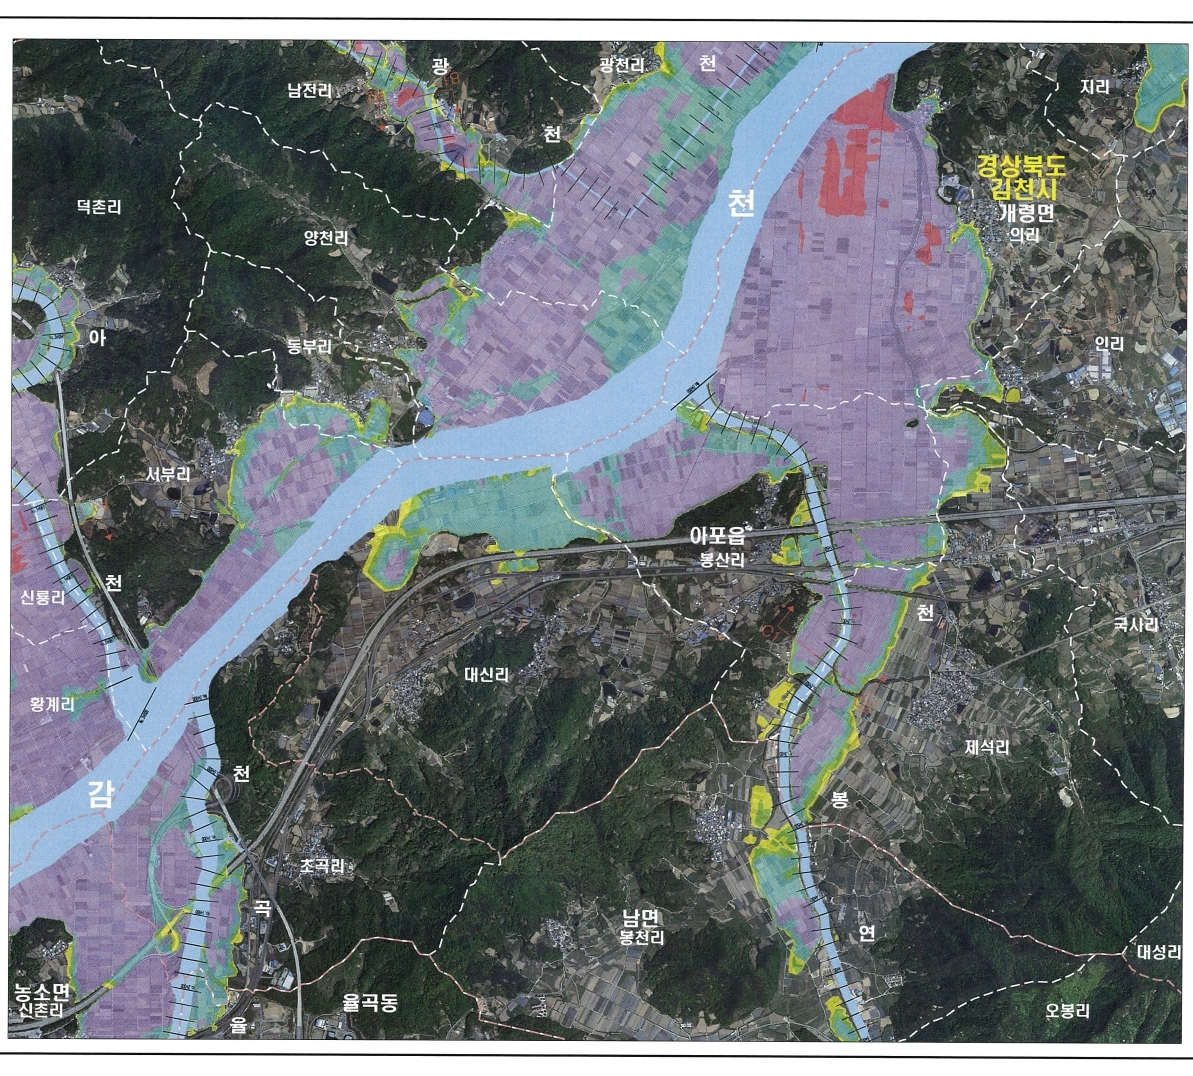 광
광천리
천
남전리
지리
천
경상북도
김천시
개령면
의리
천
덕촌리
양천리
아
동부리
인리
서부리
아포읍
봉산리
천
신룡리
천
국사리
대신리
황계리
제석리
천
감
봉
초곡리
곡
남면
봉천리
연
대성리
농소면
신촌리
율곡동
율
오봉리